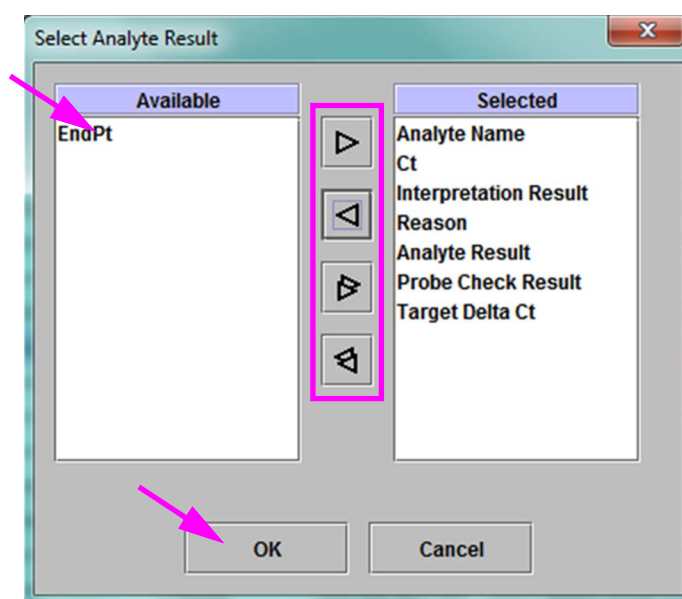 Select Analyte Result
Available
EndPt
Selected
Analyte Name
Ct
Interpretation Result
Reason
Analyte Result
Probe Check Result
Target Delta Ct
OK
Cancel